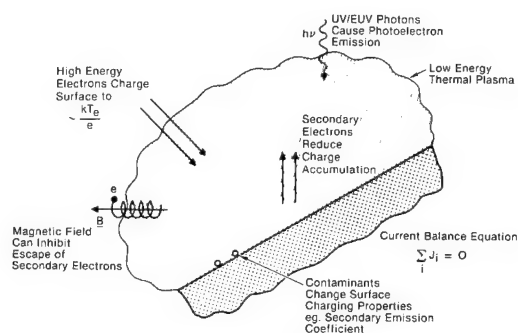 UV/EUV Photons
Cause Photoelectron
Emission
hν
High Energy
Electrons Charge
Surface to
~ kTe
e
Low Energy
Thermal Plasma
Secondary
Electrons
Reduce
Charge
Accumulation
e
B
Magnetic Field
Can Inhibit
Escape of
Secondary Electrons
Current Balance Equation
∑ Ji = O
i
Contaminants
Change Surface
Charging Properties
eg. Secondary Emission
Coefficient